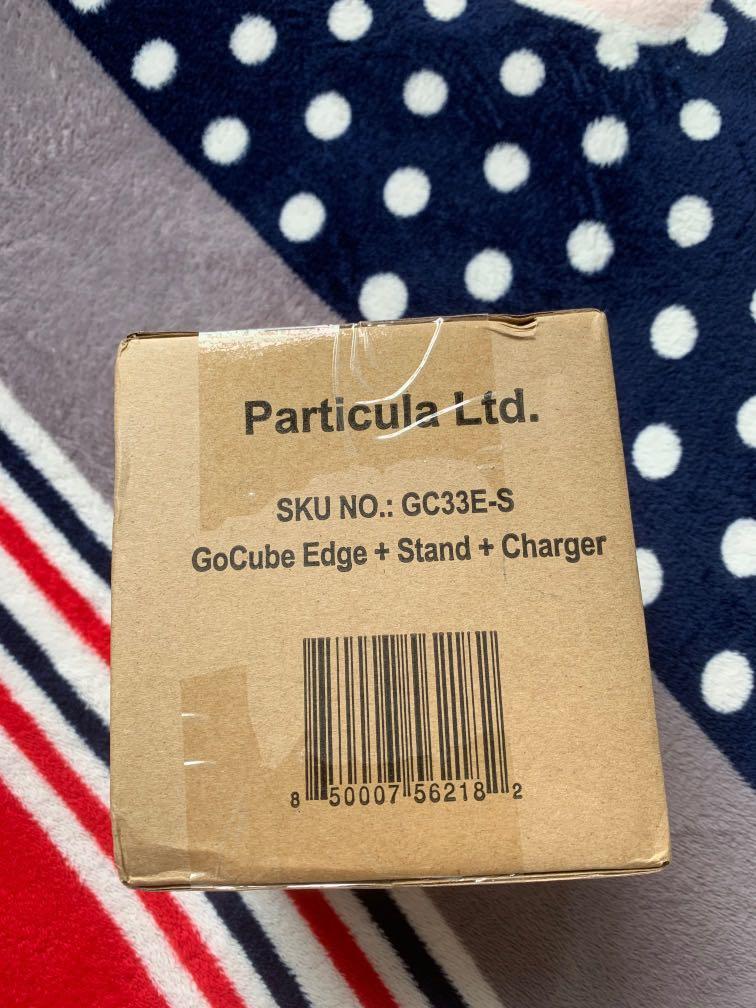 Particula Ltd.
SKU NO.: GC33E-S
GoCube Edge + Stand + Charger
8 50007 56218 2